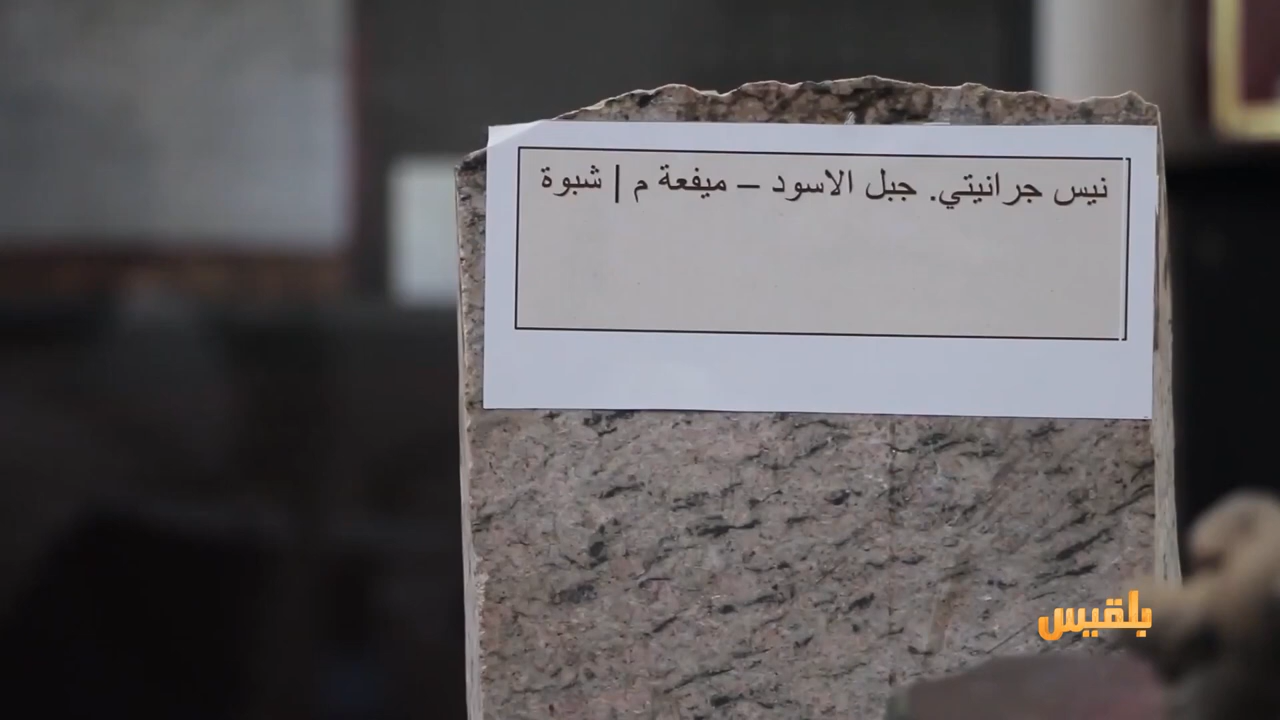 نيس جرانيتي. جبل الاسود – ميفعة م | شبوة
بلقيس